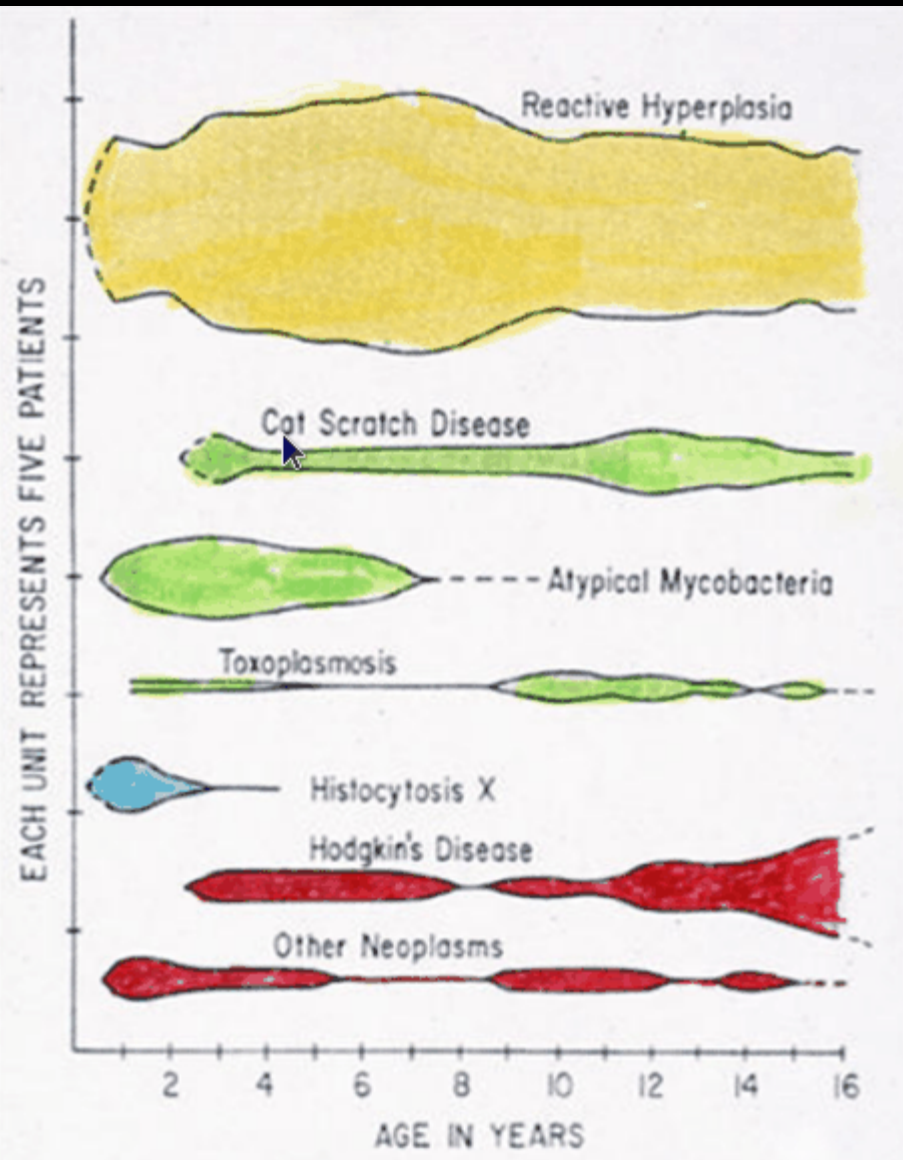 Reactive Hyperplasia
EACH UNIT REPRESENTS FIVE PATIENTS
Cat Scratch Disease
Atypical Mycobacteria
Toxoplasmosis
Histocytosis X
Hodgkin's Disease
Other Neoplasms
2 4 6 8 10 12 14 16
AGE IN YEARS